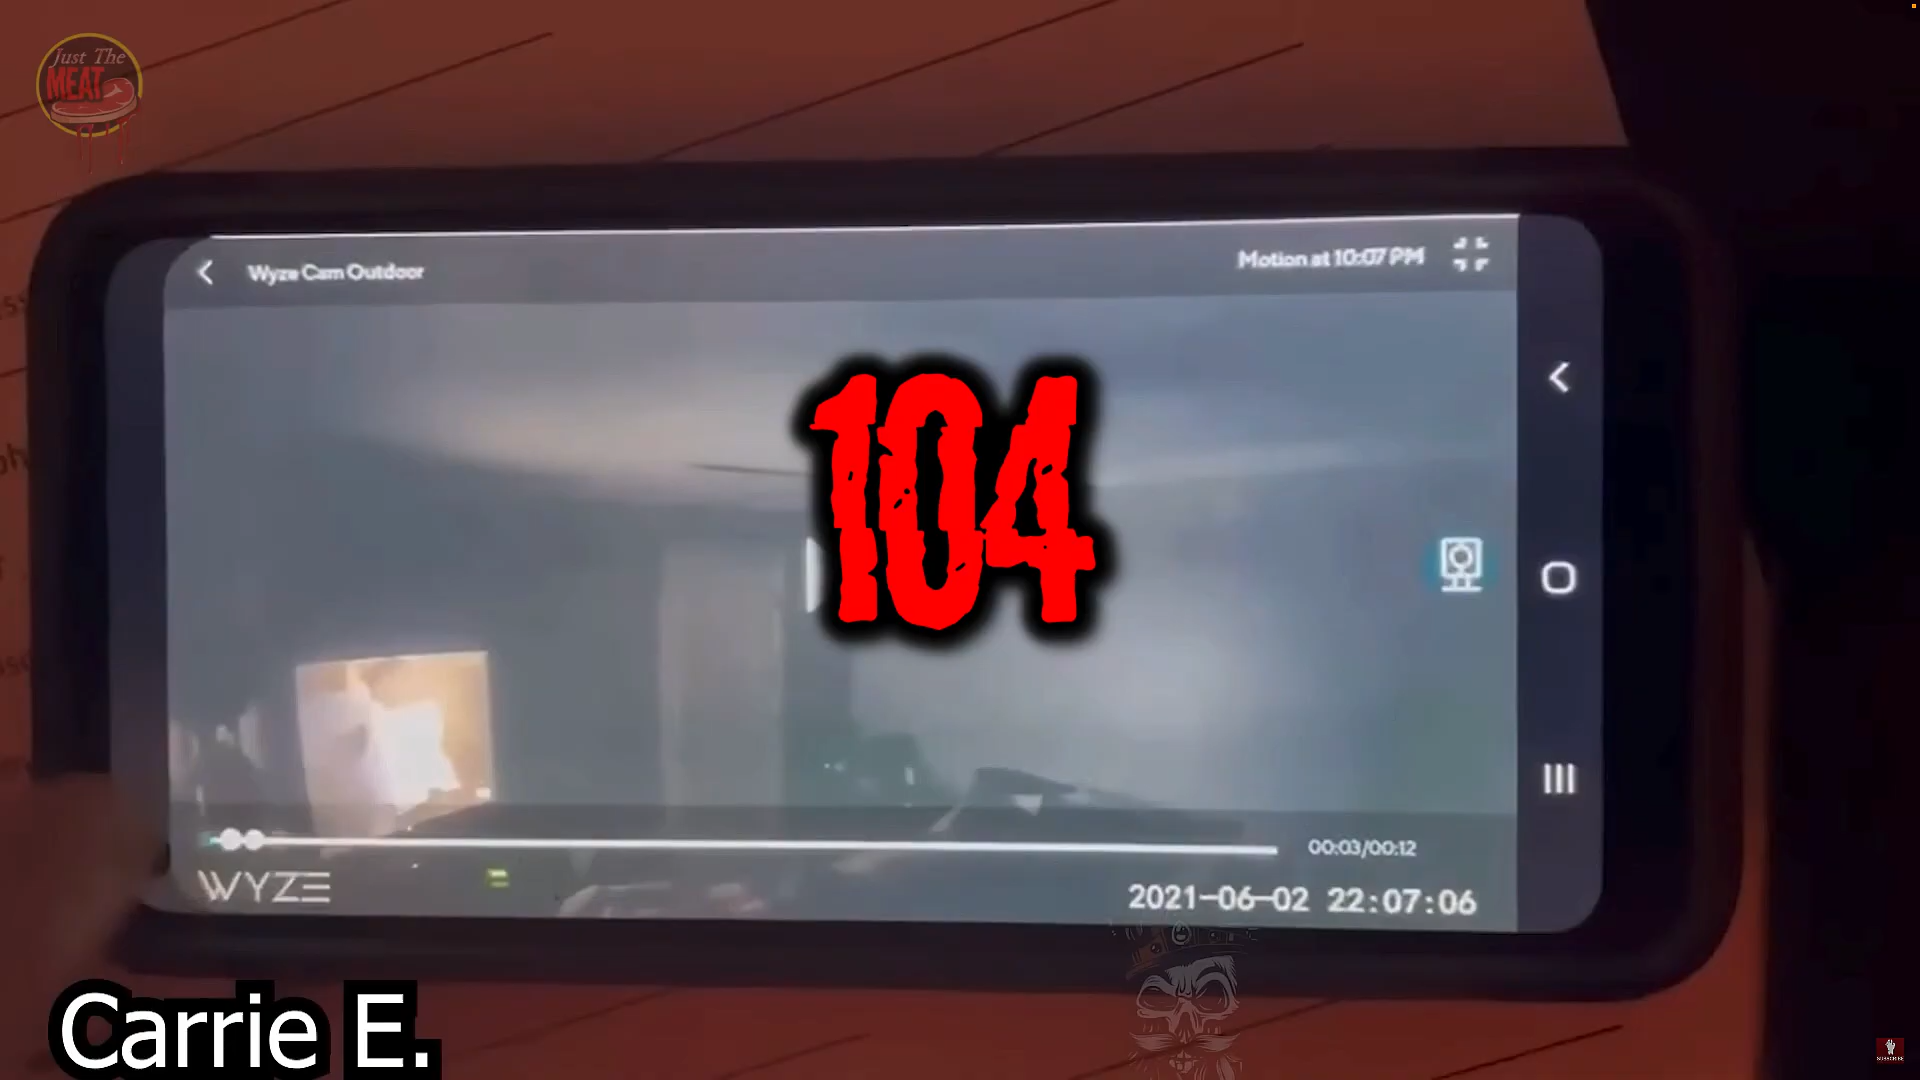 Just The
MEAT
Wyze Cam Outdoor
Motion at 10:07 PM
104
00:03/00:12
WYZE
2021-06-02 22:07:06
Carrie E.
SUBSCRIBE